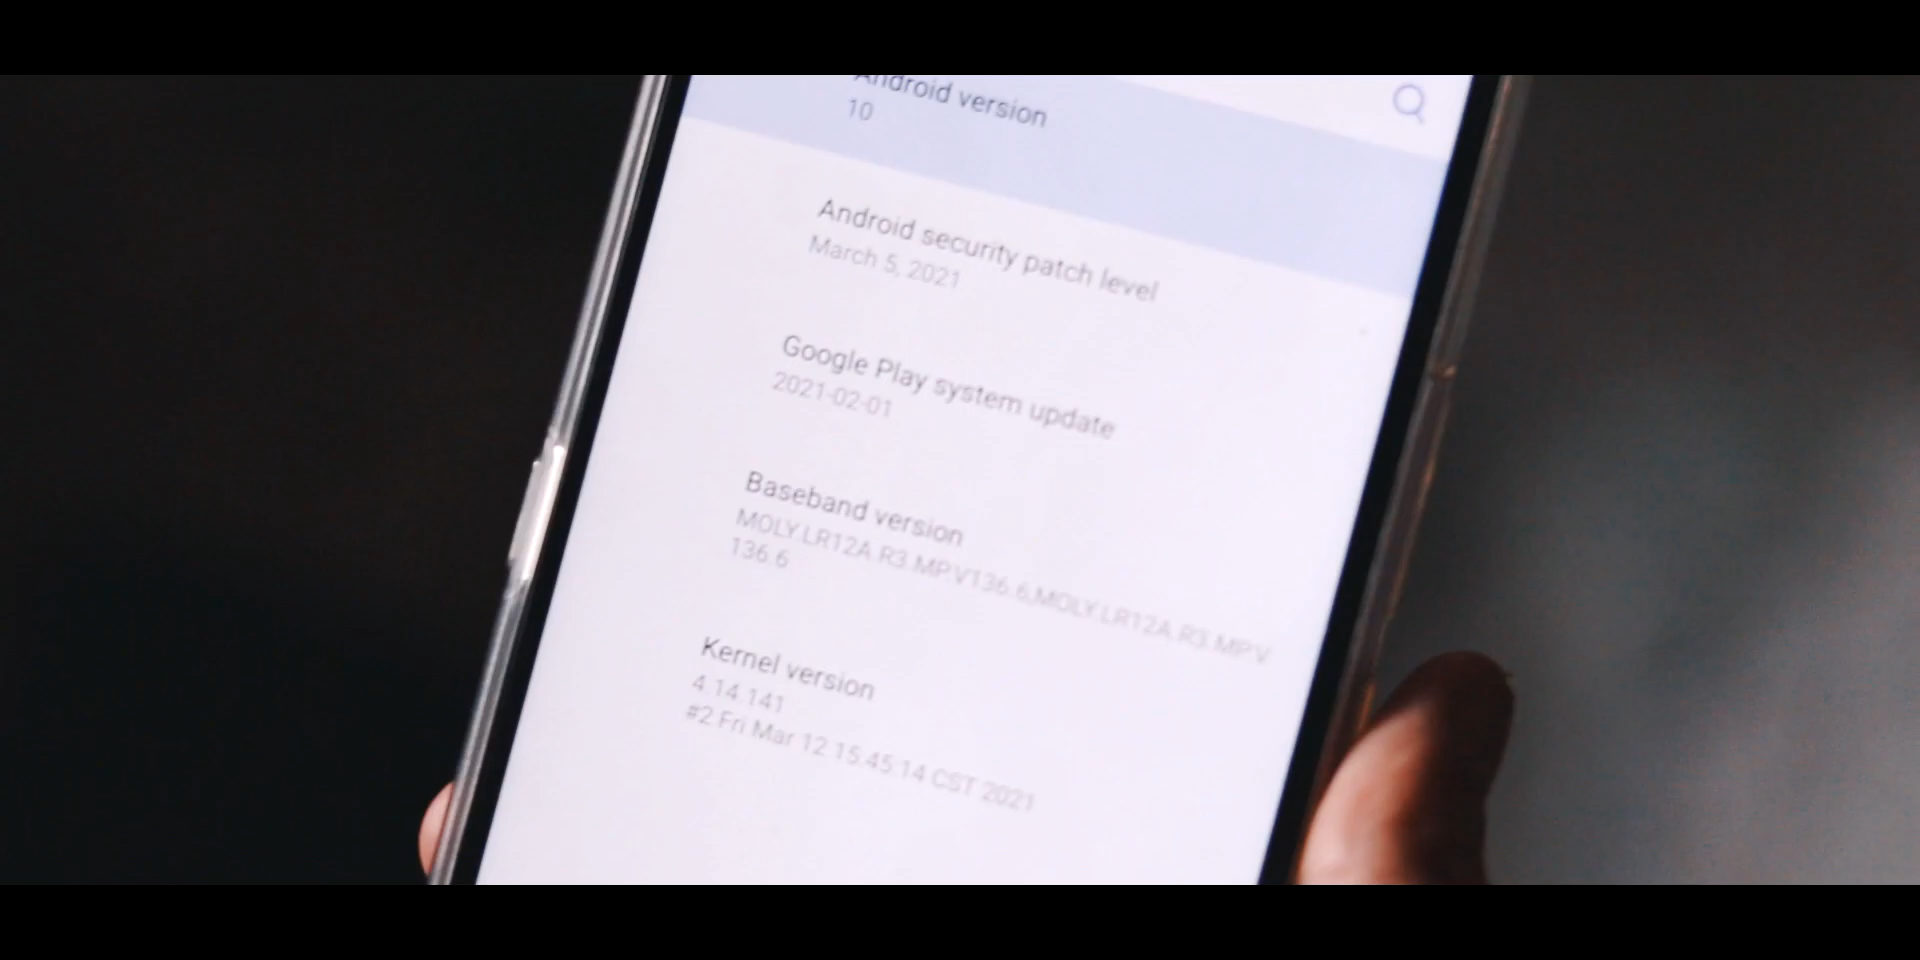 Android version
10
Android security patch level
March 5, 2021
Google Play system update
2021-02-01
Baseband version
MOLY.LR12A.R3.MP.V136.6,MOLY.LR12A.R3.MP.V
136.6
Kernel version
4.14.141
#2 Fri Mar 12 15:45:14 CST 2021